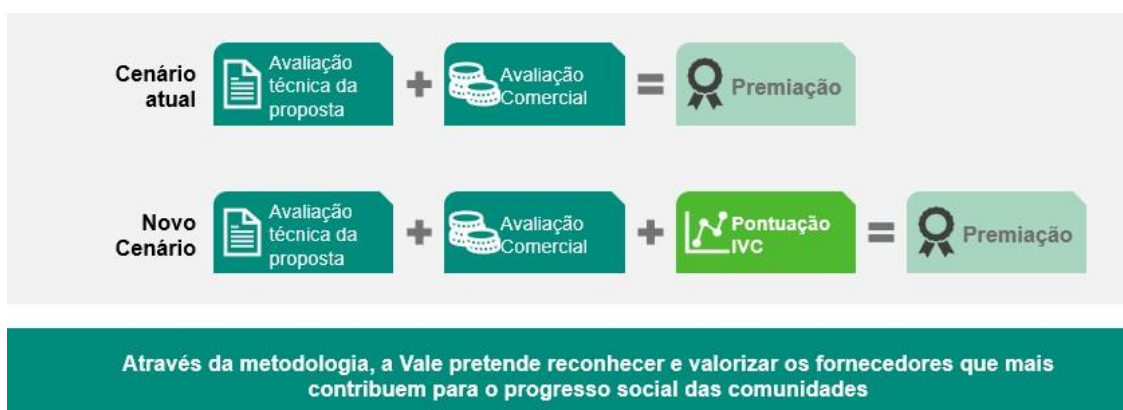 Cenário
atual
Avaliação
técnica da
proposta
+
Avaliação
Comercial
=
Premiação
Novo
Cenário
Avaliação
técnica da
proposta
+
Avaliação
Comercial
+
Pontuação
IVC
=
Premiação
Através da metodologia, a Vale pretende reconhecer e valorizar os fornecedores que mais
contribuem para o progresso social das comunidades